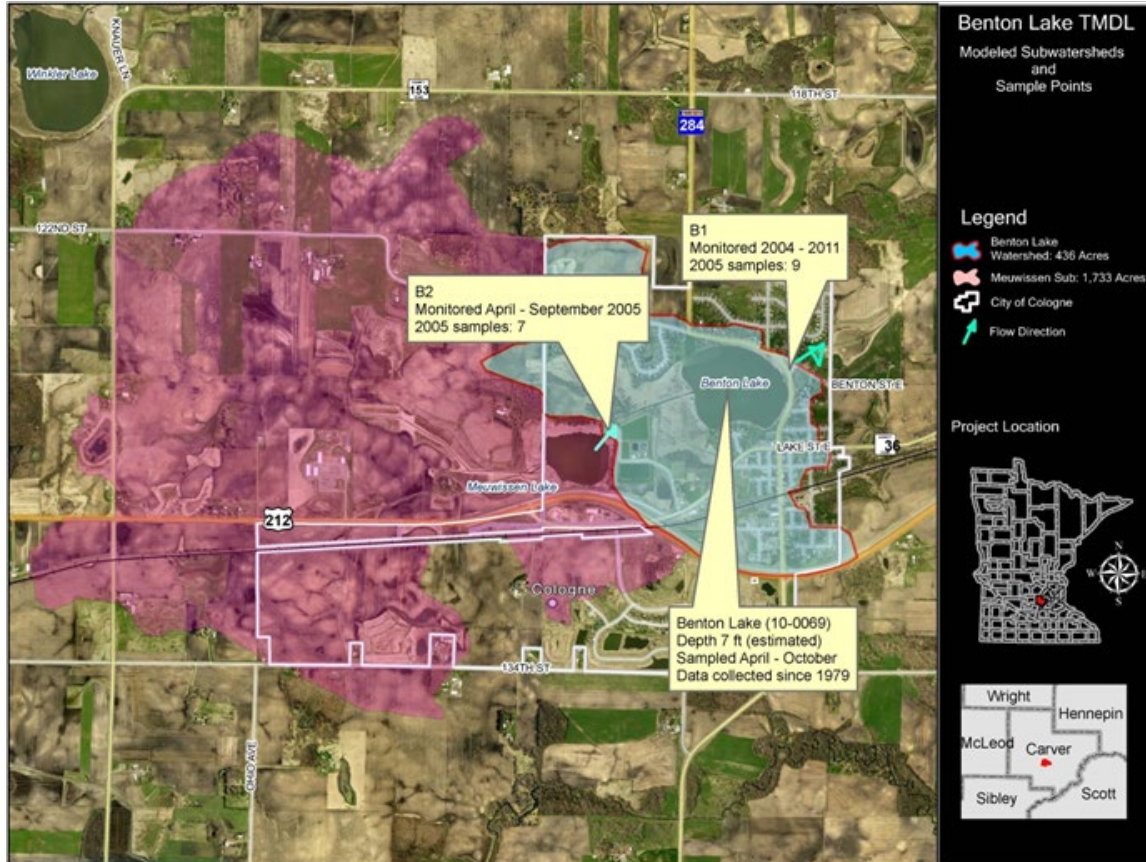 Benton Lake TMDL
Modeled Subwatersheds
and
Sample Points
Legend
Benton Lake
Watershed: 436 Acres
Meuwissen Sub: 1,733 Acres
City of Cologne
Flow Direction
Project Location
N
W
E
S
Wright
Hennepin
McLeod
Carver
Sibley
Scott
Winkler Lake
KNAUER LN
153
118TH ST
284
122ND ST
B1
Monitored 2004 - 2011
2005 samples: 9
B2
Monitored April - September 2005
2005 samples: 7
Benton Lake
BENTON ST E
LAKE ST E
36
Meuwissen Lake
212
Cologne
Benton Lake (10-0069)
Depth 7 ft (estimated)
Sampled April - October
Data collected since 1979
134TH ST
OHIO AVE